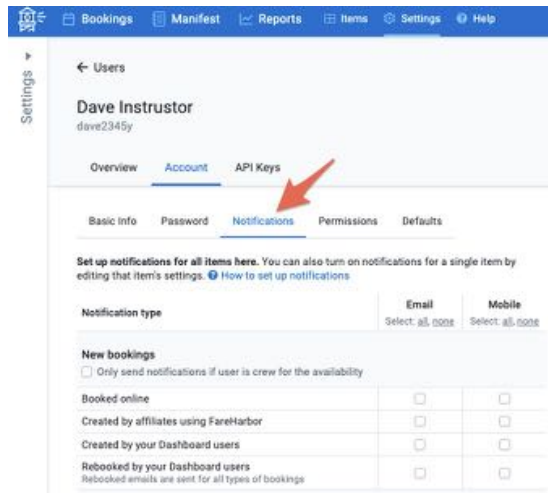 Bookings Manifest Reports Items Settings Help
Settings
← Users
Dave Instrustor
dave2345y
Overview Account API Keys
Basic Info Password Notifications Permissions Defaults
Set up notifications for all items here. You can also turn on notifications for a single item by
editing that item's settings. How to set up notifications
Notification type Email Mobile
Select: all, none Select: all, none
New bookings
Only send notifications if user is crew for the availability
Booked online
Created by affiliates using FareHarbor
Created by your Dashboard users
Rebooked by your Dashboard users
Rebooked emails are sent for all types of bookings